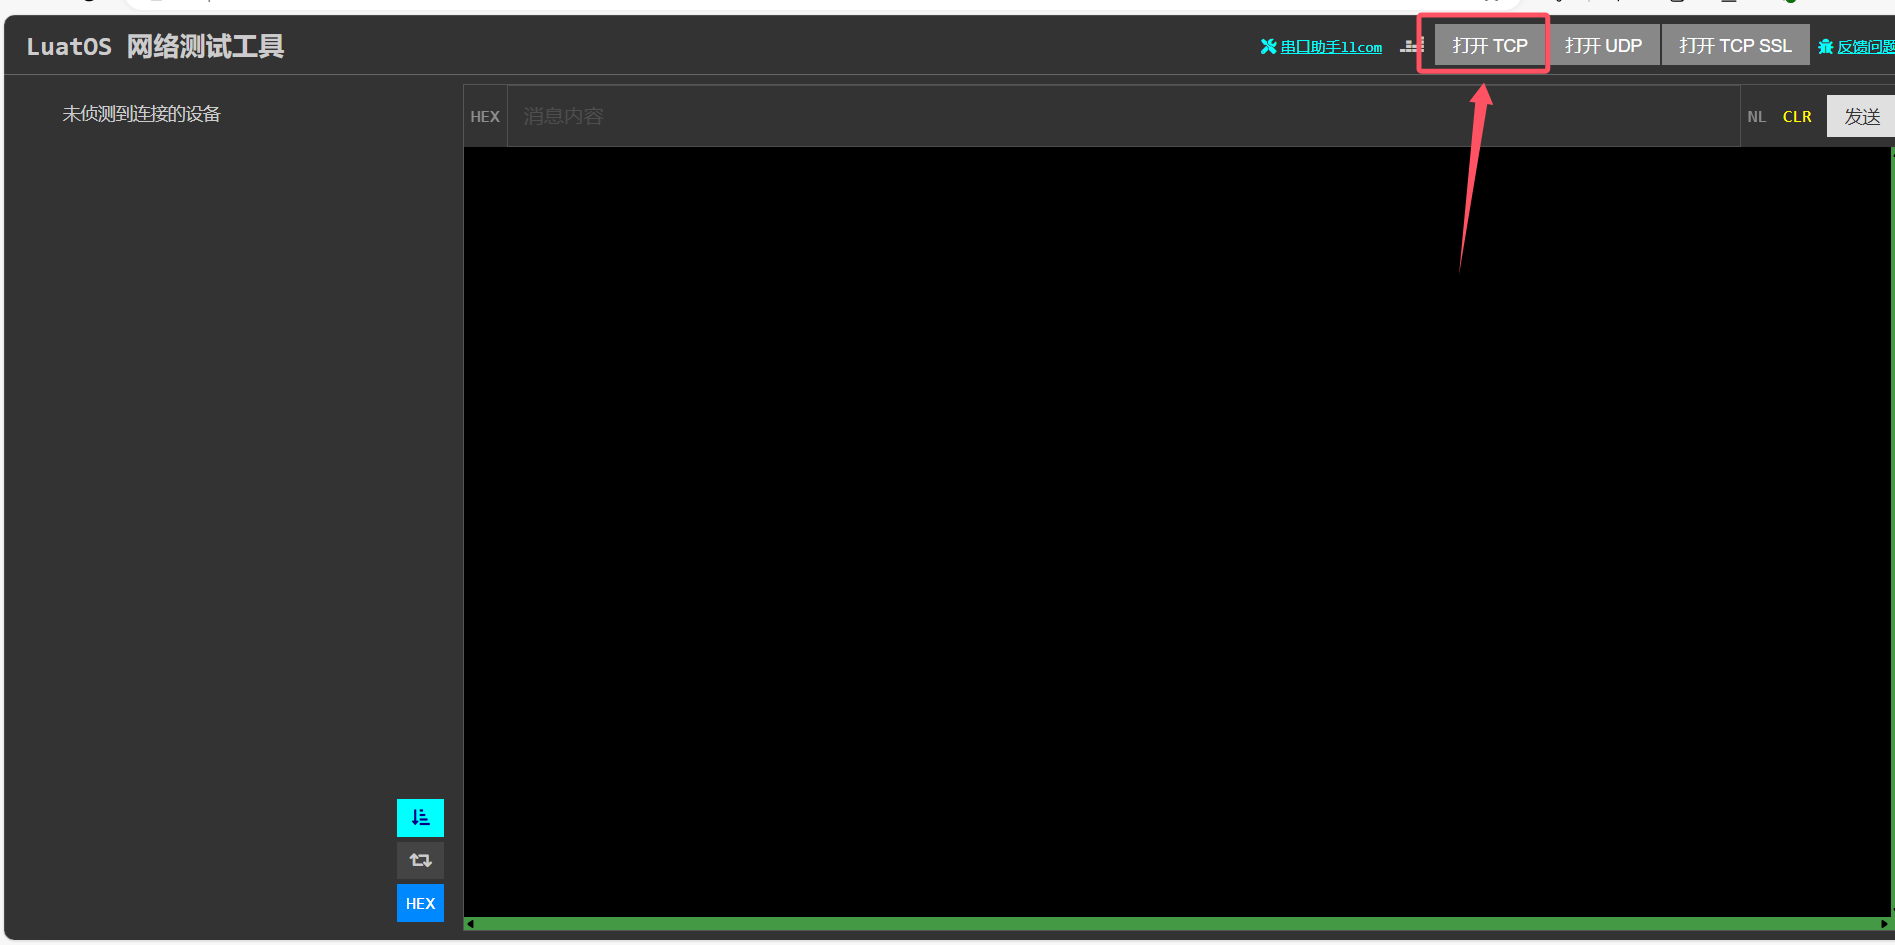 LuatOS 网络测试工具
串口助手llcom
打开 TCP
打开 UDP
打开 TCP SSL
反馈问题
未侦测到连接的设备
HEX
消息内容
NL
CLR
发送
HEX